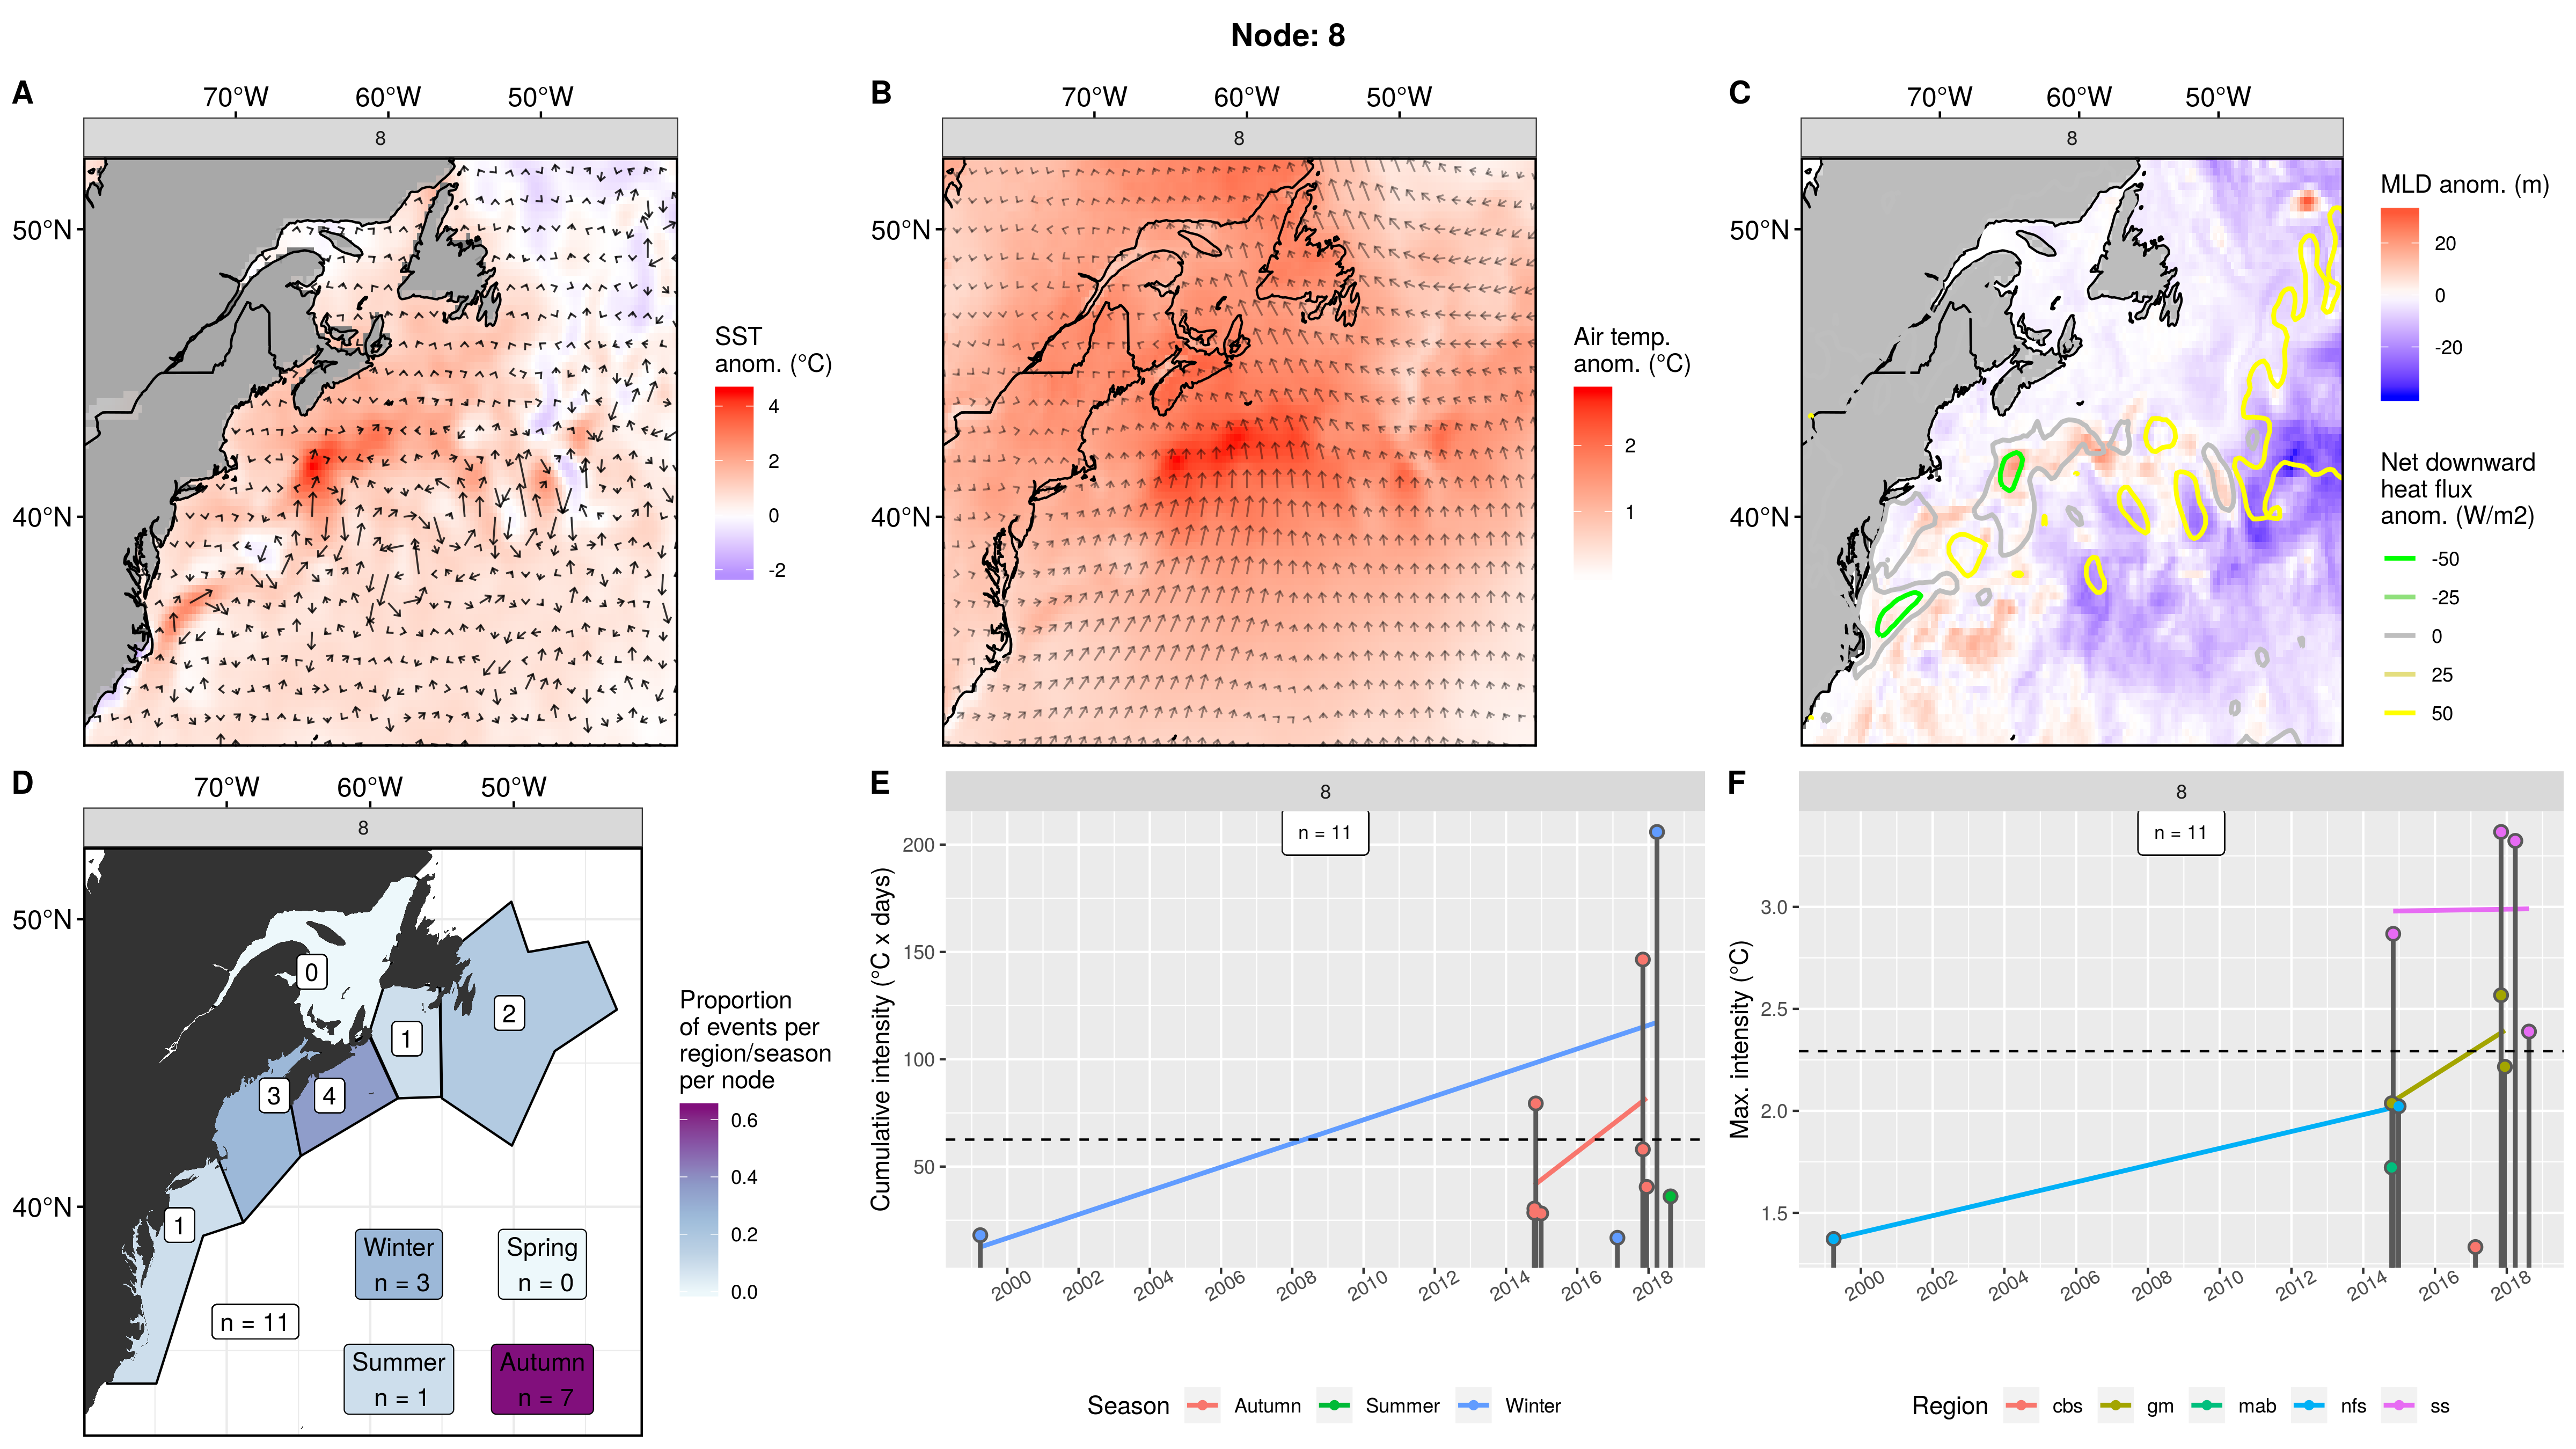 Node: 8
A
70°W 60°W 50°W
8
50°N
40°N
SST
anom. (°C)
4
2
0
-2
B
70°W 60°W 50°W
8
50°N
40°N
Air temp.
anom. (°C)
2
1
C
70°W 60°W 50°W
8
50°N
40°N
MLD anom. (m)
20
0
-20
Net downward
heat flux
anom. (W/m2)
-50
-25
0
25
50
D
70°W 60°W 50°W
8
50°N
40°N
0
1
2
3
4
1
n = 11
Winter
n = 3
Spring
n = 0
Summer
n = 1
Autumn
n = 7
Proportion
of events per
region/season
per node
0.6
0.4
0.2
0.0
E
8
n = 11
Cumulative intensity (°C x days)
200
150
100
50
2000 2002 2004 2006 2008 2010 2012 2014 2016 2018
Season Autumn Summer Winter
F
8
n = 11
Max. intensity (°C)
3.0
2.5
2.0
1.5
2000 2002 2004 2006 2008 2010 2012 2014 2016 2018
Region cbs gm mab nfs ss